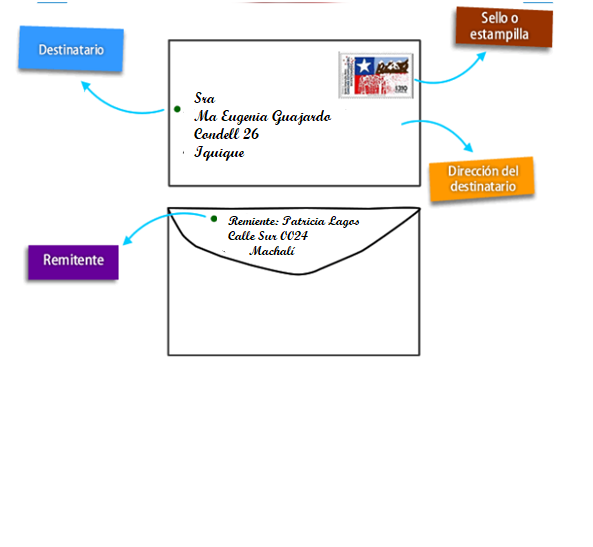 Destinatario
Sello o
estampilla
Sra
Ma Eugenia Guajardo
Condell 26
Iquique
Dirección del
destinatario
Remiente: Patricia Lagos
Calle Sur 0024
Machalí
Remitente